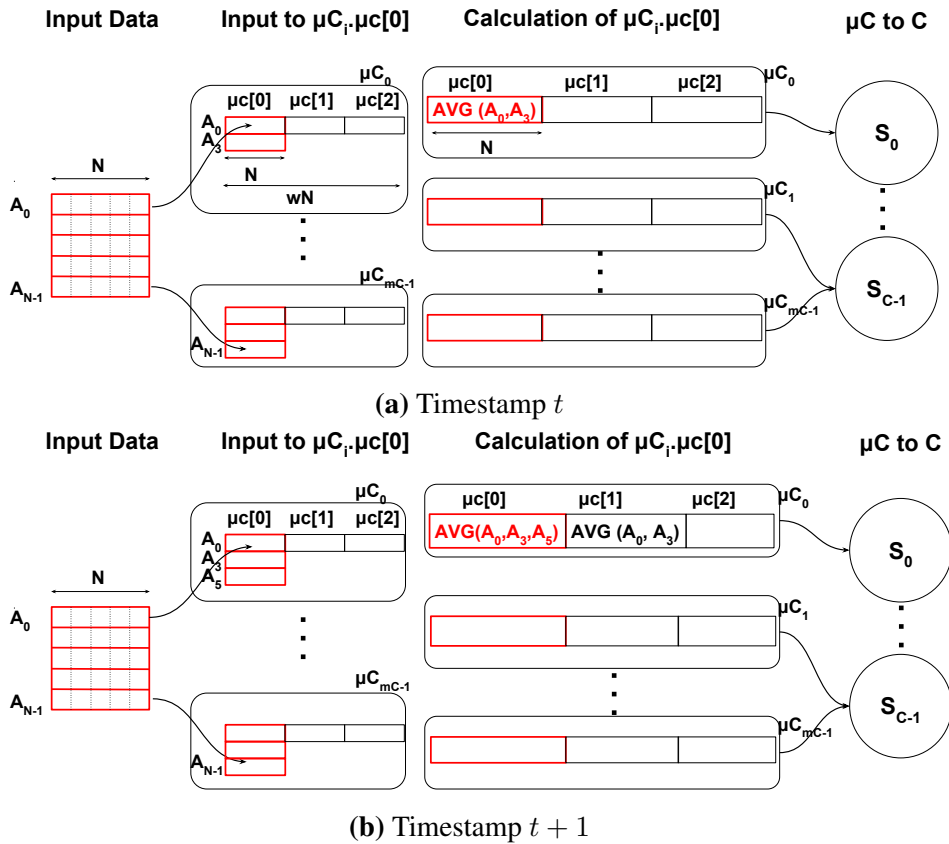 Input Data Input to μCᵢ.μc[0] Calculation of μCᵢ.μc[0] μC to C
μC₀ μC₀
μc[0] μc[1] μc[2] μc[0] μc[1] μc[2]
A₀ AVG (A₀,A₃) S₀
A₃
N N N
wN
A₀ μC₁
A_N-1 μC_mC-1 μC_mC-1 S_C-1
A_N-1
(a) Timestamp t
Input Data Input to μCᵢ.μc[0] Calculation of μCᵢ.μc[0] μC to C
μC₀ μC₀
μc[0] μc[1] μc[2] μc[0] μc[1] μc[2]
A₀ AVG(A₀,A₃,A₅) AVG (A₀, A₃) S₀
A₃
A₅
N
A₀ μC₁
A_N-1 μC_mC-1 μC_mC-1 S_C-1
A_N-1
(b) Timestamp t + 1